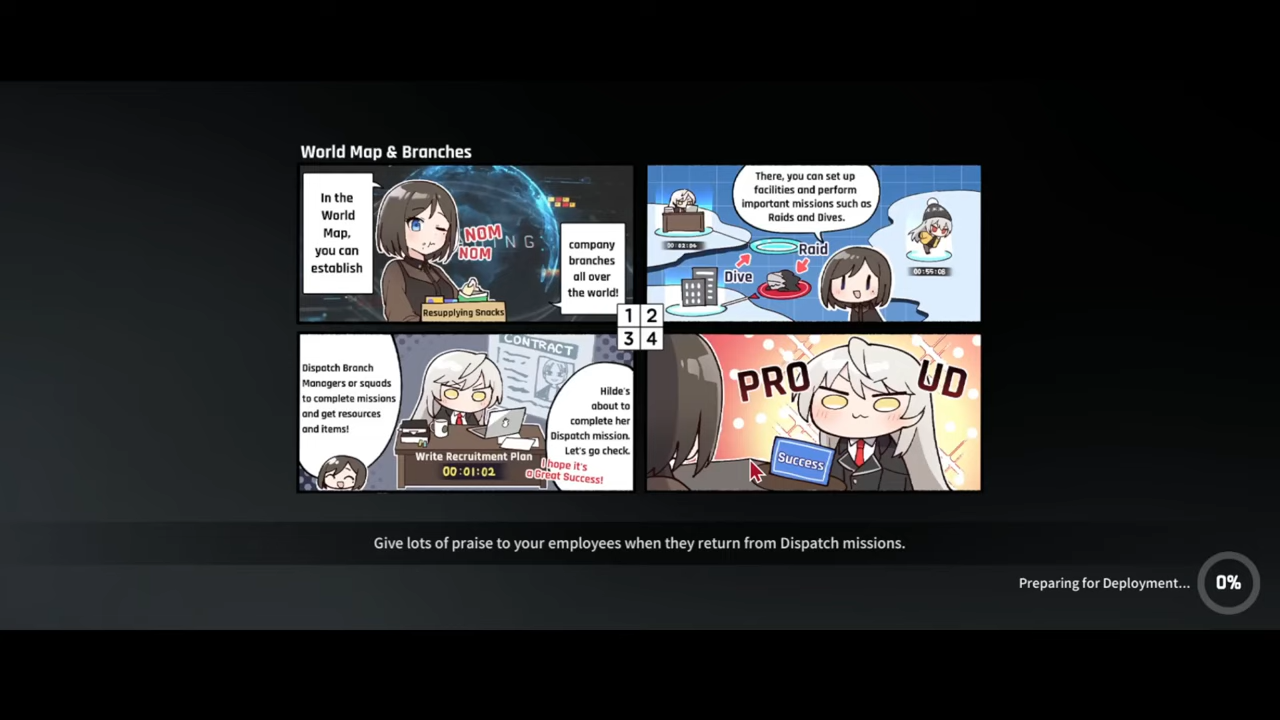 World Map & Branches
In the
World
Map,
you can
establish
NOM
NOM
company
branches
all over
the world!
Resupplying Snacks
There, you can set up
facilities and perform
important missions such as
Raids and Dives.
00:03:04
Raid
Dive
00:55:08
1 2
3 4
Dispatch Branch
Managers or squads
to complete missions
and get resources
and items!
CONTRACT
Write Recruitment Plan
00:01:02
Hilde's
about to
complete her
Dispatch mission.
Let's go check.
I hope it's
a Great Success!
PRO UD
Success
Give lots of praise to your employees when they return from Dispatch missions.
Preparing for Deployment...
0%